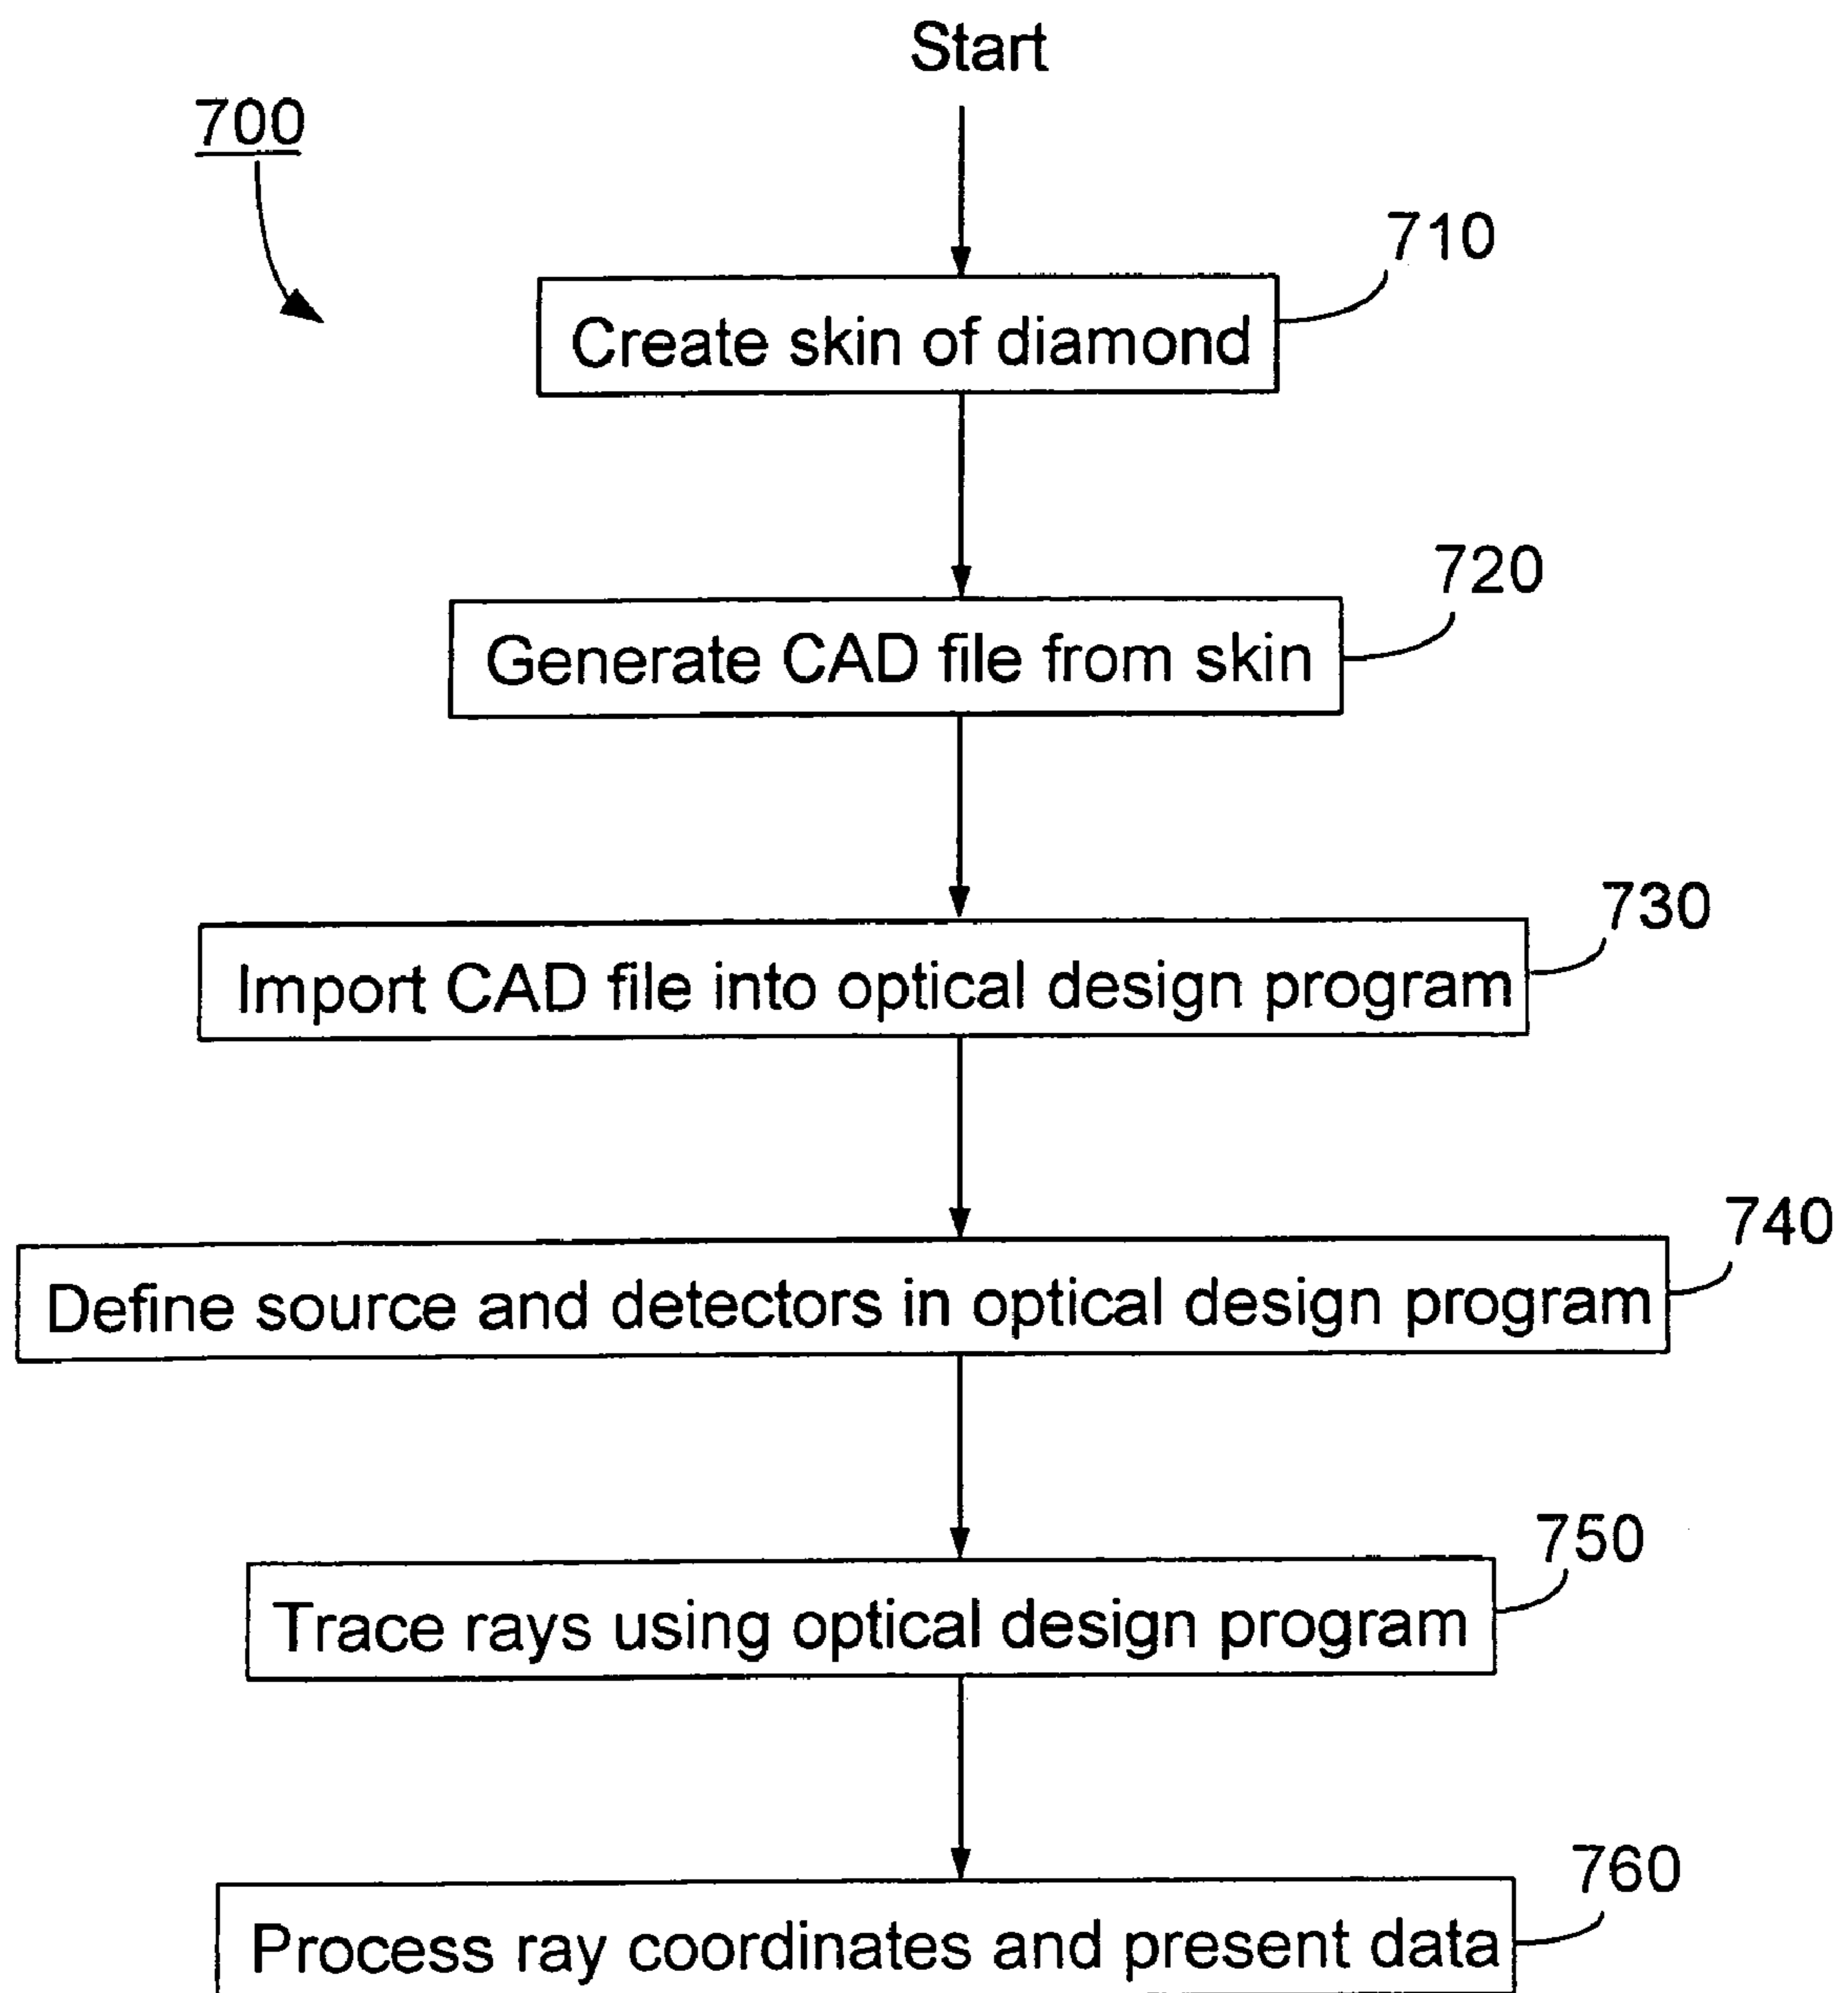 Start
700
710
Create skin of diamond
720
Generate CAD file from skin
730
Import CAD file into optical design program
740
Define source and detectors in optical design program
750
Trace rays using optical design program
760
Process ray coordinates and present data